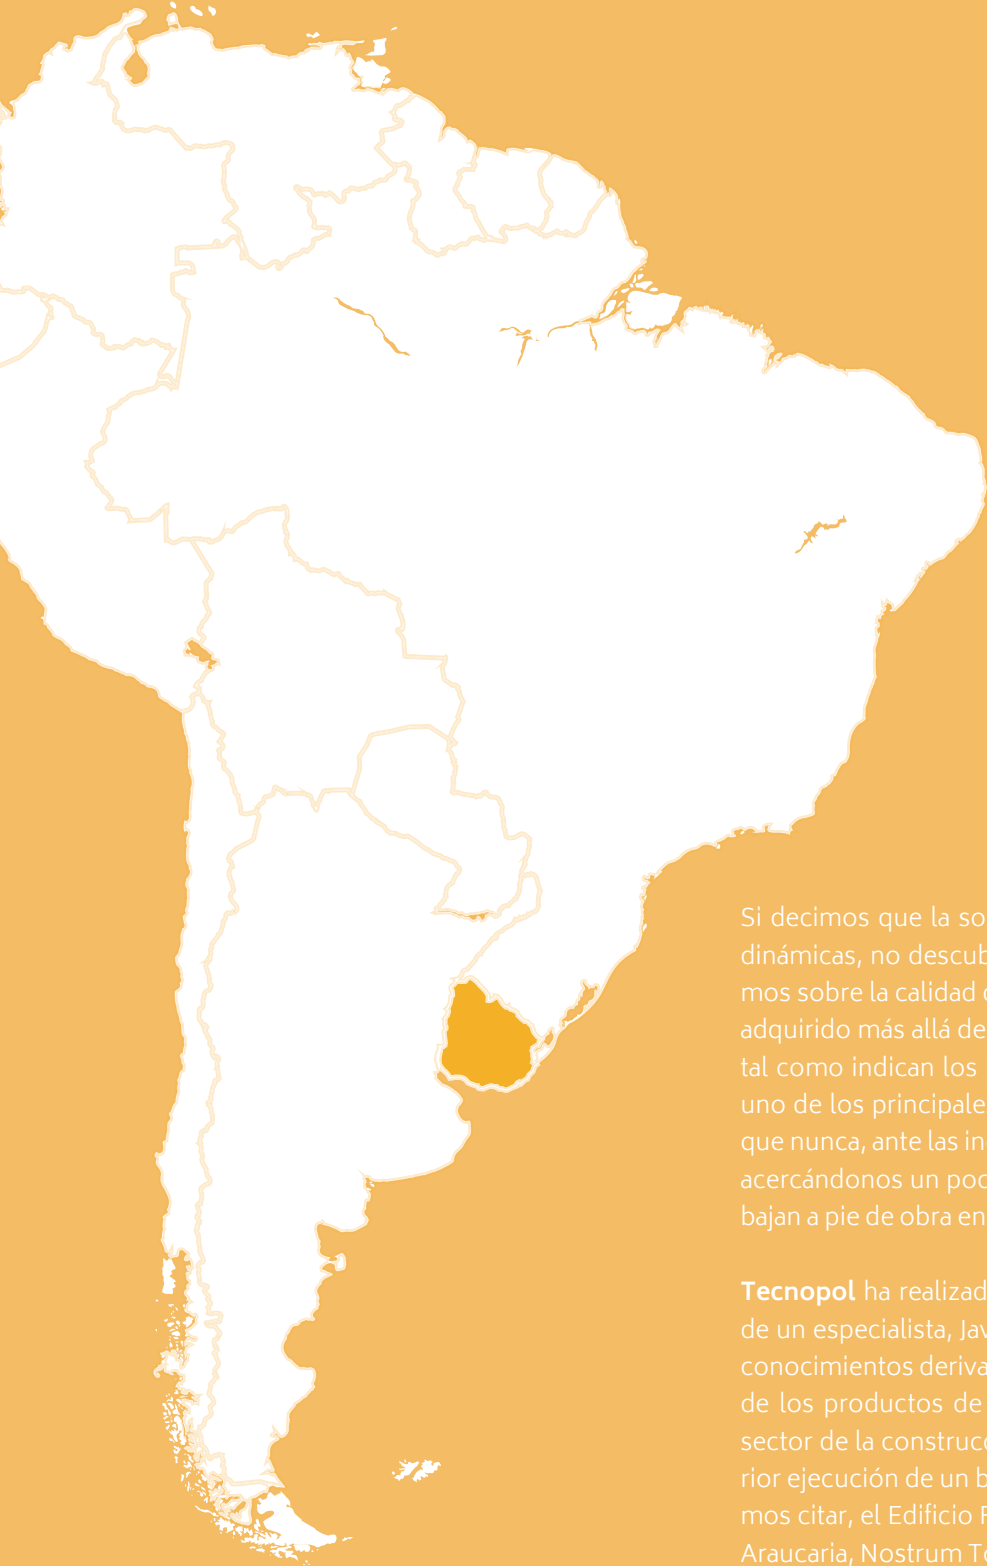 Si decimos que la so
dinámicas, no descub
mos sobre la calidad
adquirido más allá de
tal como indican los
uno de los principale
que nunca, ante las in
acercándonos un poc
bajan a pie de obra en
Tecnopol ha realizad
de un especialista, Jav
conocimientos deriva
de los productos de
sector de la construcc
rior ejecución de un b
mos citar, el Edificio
Araucaria, Nostrum To